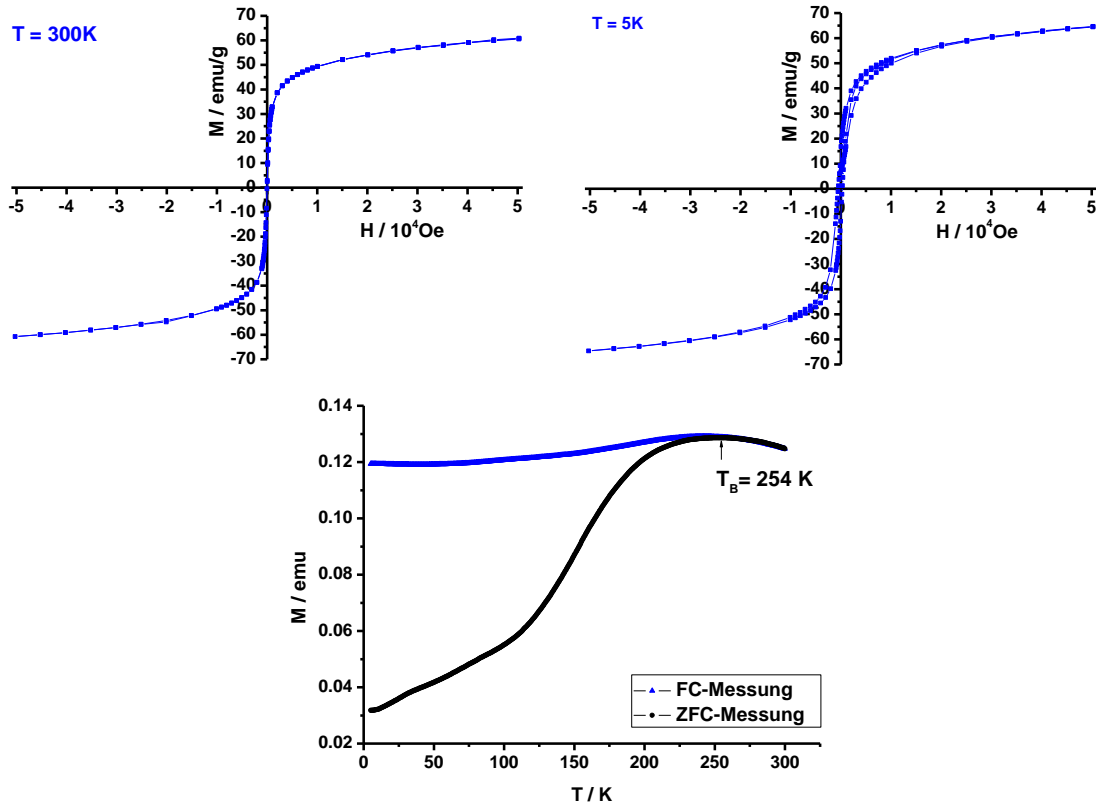 T = 300K
M / emu/g
70
60
50
40
30
20
10
-0
-10
-20
-30
-40
-50
-60
-70
-5 -4 -3 -2 -1 0 1 2 3 4 5
H / 10⁴Oe
T = 5K
M / emu/g
70
60
50
40
30
20
10
0
-10
-20
-30
-40
-50
-60
-70
-5 -4 -3 -2 -1 0 1 2 3 4 5
H / 10⁴Oe
M / emu
0.14
0.12
0.10
0.08
0.06
0.04
0.02
T_B= 254 K
FC-Messung
ZFC-Messung
0 50 100 150 200 250 300
T / K